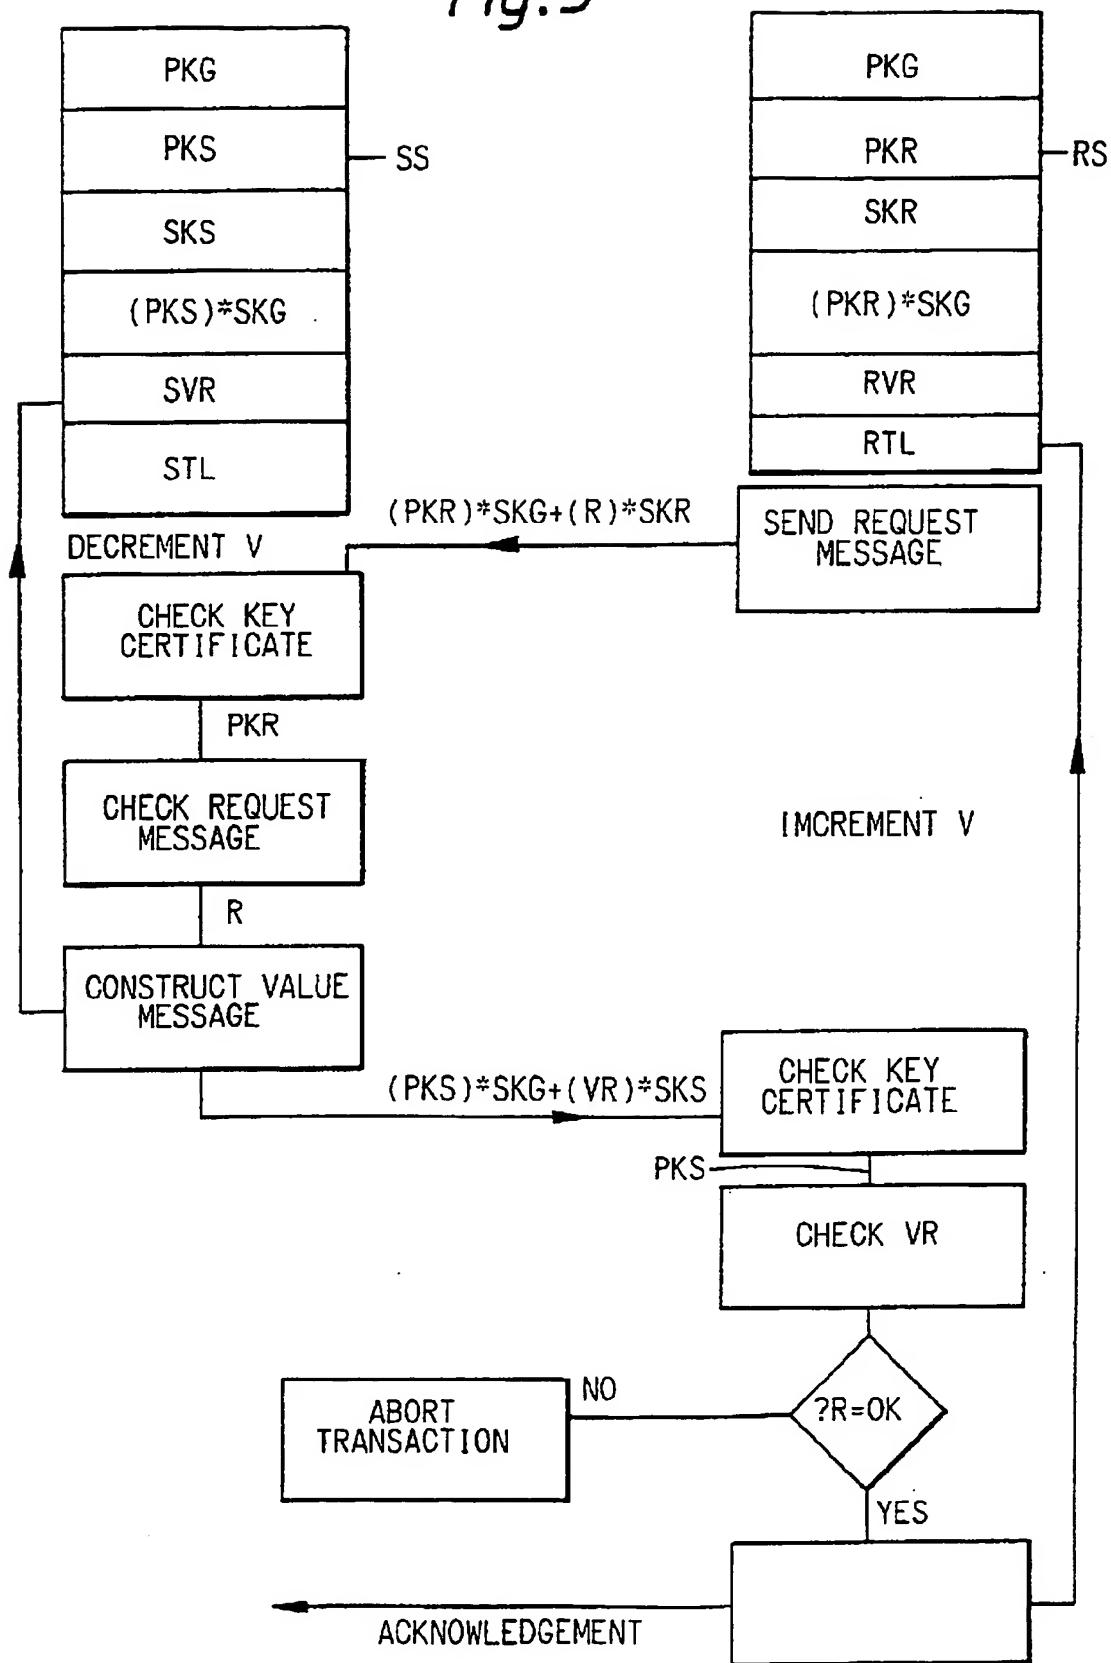 Fig. 3
PKG
PKS
SS
SKS
(PKS)*SKG
SVR
STL
PKG
PKR
RS
SKR
(PKR)*SKG
RVR
RTL
(PKR)*SKG+(R)*SKR
SEND REQUEST
MESSAGE
DECREMENT V
CHECK KEY
CERTIFICATE
PKR
CHECK REQUEST
MESSAGE
IMCREMENT V
R
CONSTRUCT VALUE
MESSAGE
(PKS)*SKG+(VR)*SKS
CHECK KEY
CERTIFICATE
PKS
CHECK VR
?R=OK
NO
ABORT
TRANSACTION
YES
ACKNOWLEDGEMENT